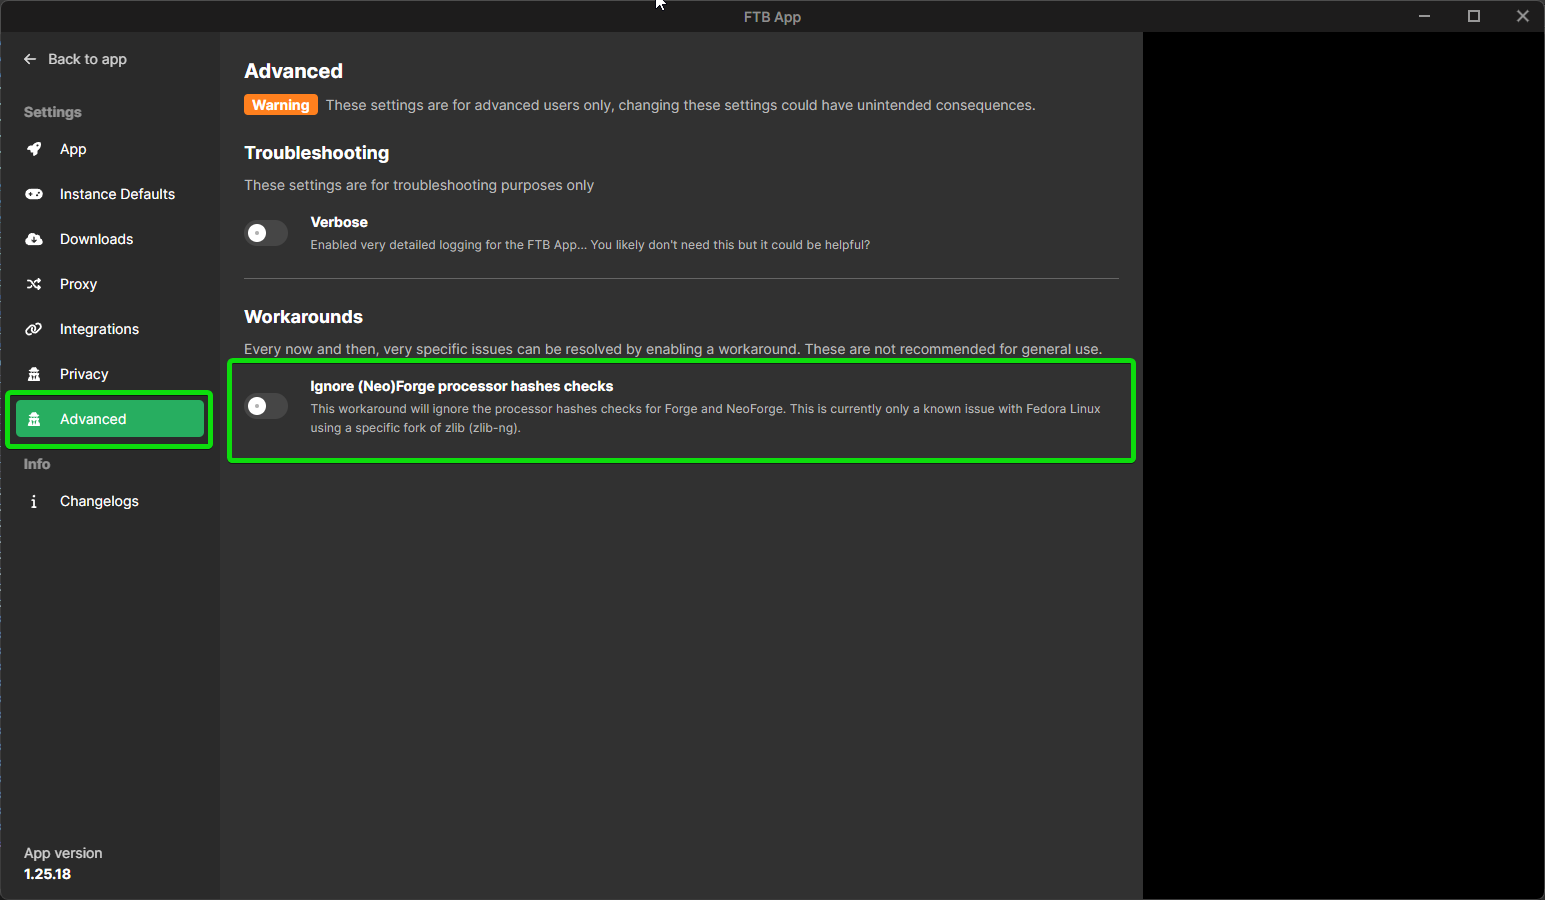 FTB App
Back to app
Settings
App
Instance Defaults
Downloads
Proxy
Integrations
Privacy
Advanced
Info
Changelogs
App version
1.25.18
Advanced
Warning These settings are for advanced users only, changing these settings could have unintended consequences.
Troubleshooting
These settings are for troubleshooting purposes only
Verbose
Enabled very detailed logging for the FTB App... You likely don't need this but it could be helpful?
Workarounds
Every now and then, very specific issues can be resolved by enabling a workaround. These are not recommended for general use.
Ignore (Neo)Forge processor hashes checks
This workaround will ignore the processor hashes checks for Forge and NeoForge. This is currently only a known issue with Fedora Linux
using a specific fork of zlib (zlib-ng).